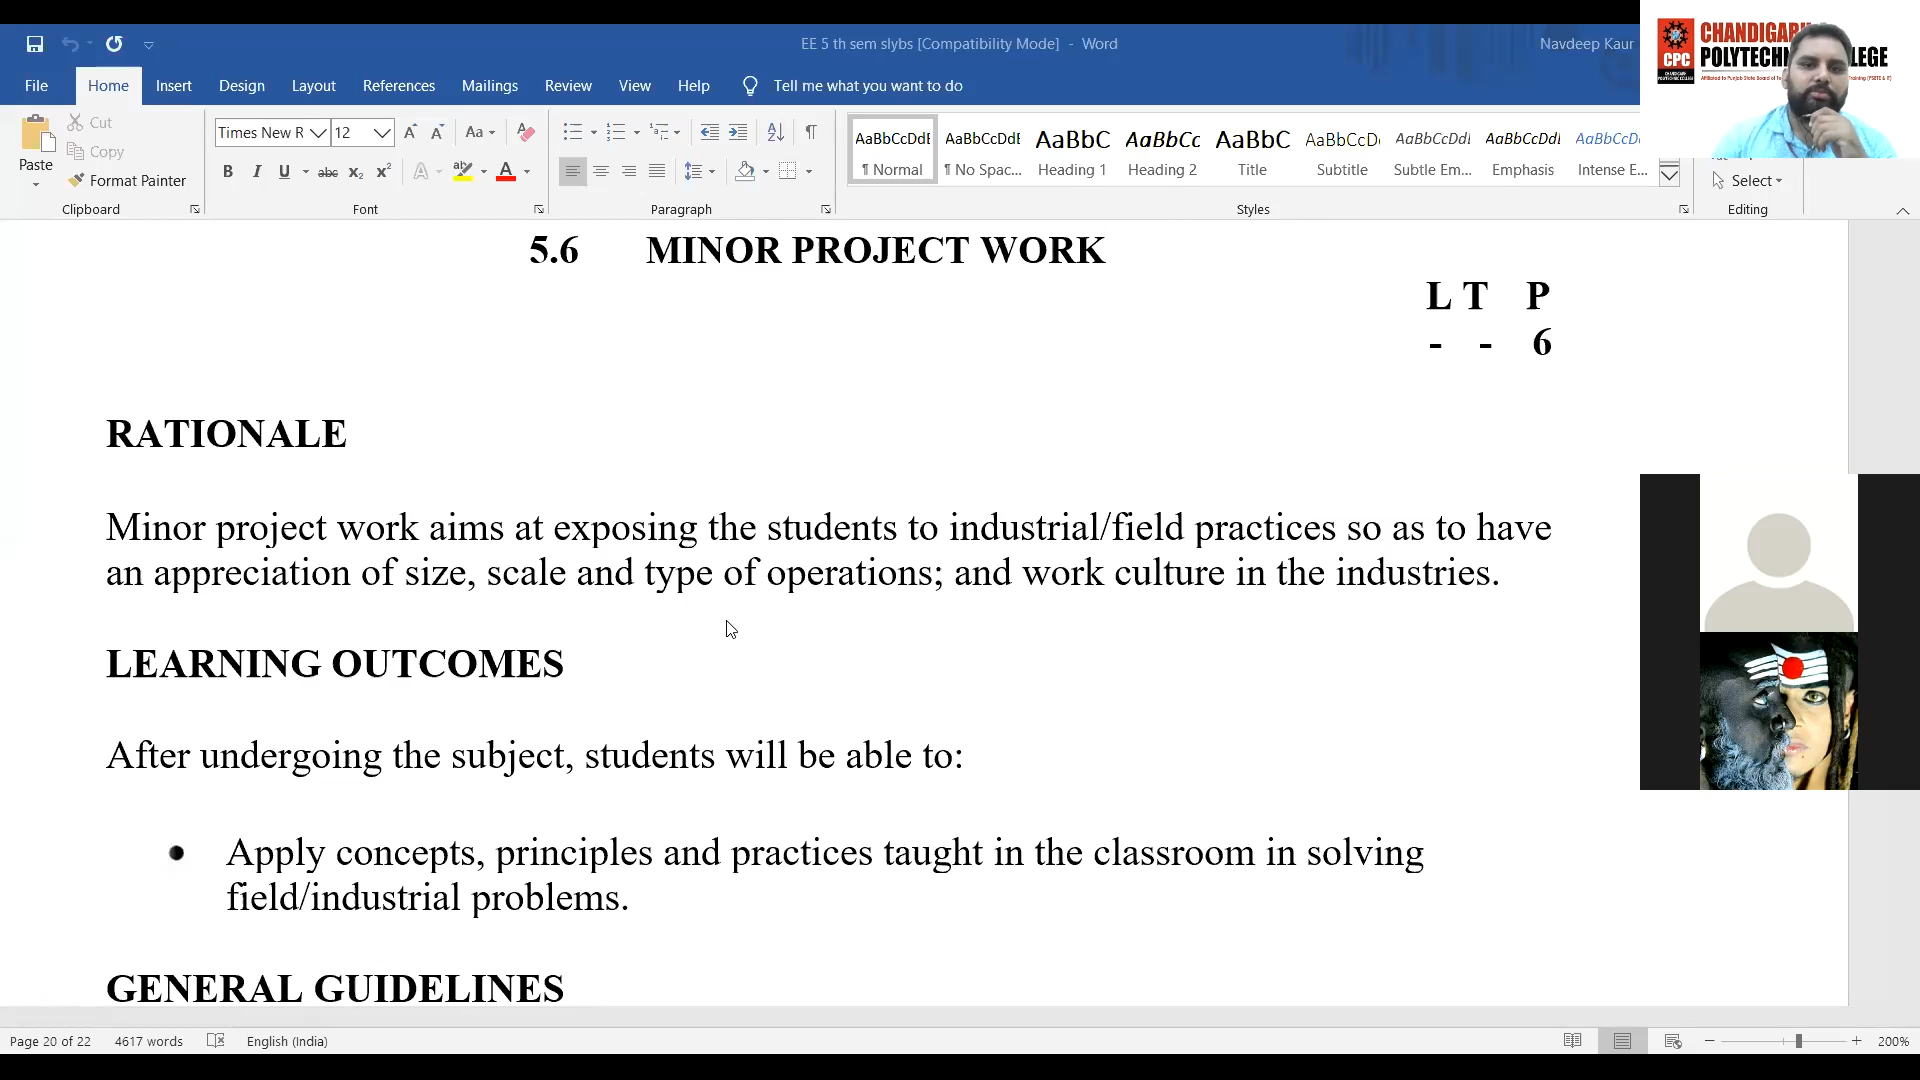 EE 5 th sem slybs [Compatibility Mode] - Word
Navdeep Kaur
CHANDIGARH
POLYTECHNIC
CPC
File Home Insert Design Layout References Mailings Review View Help Tell me what you want to do
Paste
Cut
Copy
Format Painter
Clipboard
Times New R 12
Aa
B I U abc x₂ x²
A
Font
Paragraph
AaBbCcDdE AaBbCcDdE AaBbC AaBbCc AaBbC AaBbCcD AaBbCcDdI AaBbCcDdI AaBbCcDdI
¶ Normal ¶ No Spac... Heading 1 Heading 2 Title Subtitle Subtle Em... Emphasis Intense E...
Styles
Select
Editing
5.6 MINOR PROJECT WORK
L T P
- - 6
RATIONALE
Minor project work aims at exposing the students to industrial/field practices so as to have
an appreciation of size, scale and type of operations; and work culture in the industries.
LEARNING OUTCOMES
After undergoing the subject, students will be able to:
• Apply concepts, principles and practices taught in the classroom in solving
field/industrial problems.
GENERAL GUIDELINES
Page 20 of 22 4617 words English (India) 200%